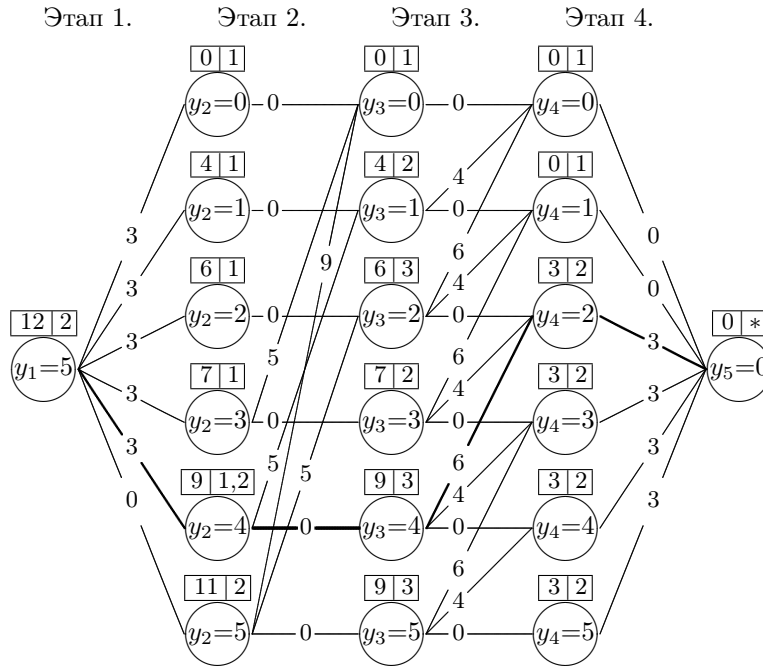 Этап 1. Этап 2. Этап 3. Этап 4.
0 1 0 1 0 1
y₂=0 0 y₃=0 0 y₄=0
4 1 4 2 0 1
4
y₂=1 0 y₃=1 0 y₄=1
3 0
9 6
6 1 6 3 3 2
4
3 0
12 2 y₂=2 0 y₃=2 0 y₄=2 0 *
3 3
5 6
y₁=5 7 1 7 2 3 2 y₅=0
3 4 3
y₂=3 0 y₃=3 0 y₄=3
3 3
5 5 6
9 1,2 9 3 3 2
0 4 3
y₂=4 0 y₃=4 0 y₄=4
6
11 2 9 3 3 2
4
y₂=5 0 y₃=5 0 y₄=5